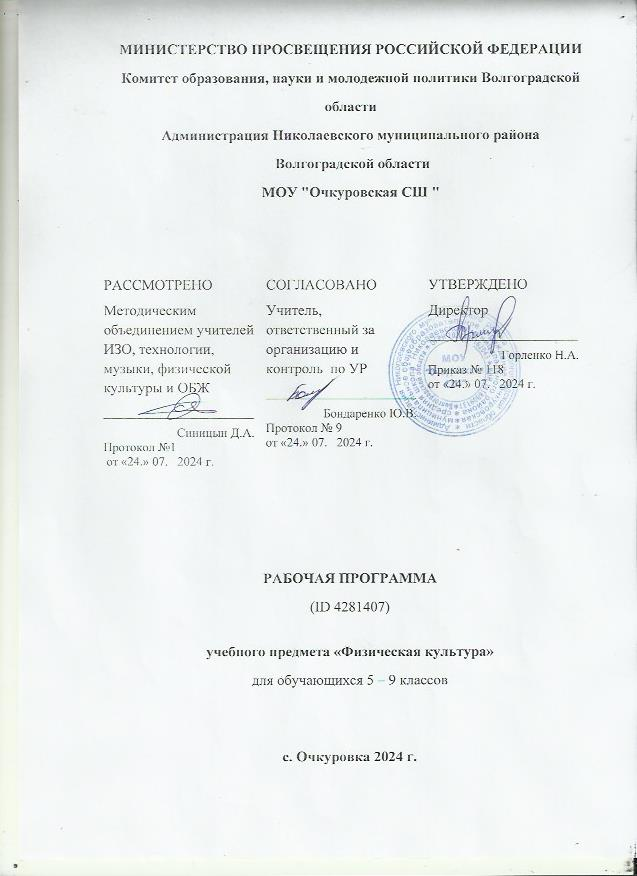 МИНИСТЕРСТВО ПРОСВЕЩЕНИЯ РОССИЙСКОЙ ФЕДЕРАЦИИ
Комитет образования, науки и молодежной политики Волгоградской
области
Администрация Николаевского муниципального района
Волгоградской области
МОУ "Очкуровская СШ "
РАССМОТРЕНО
Методическим
объединением учителей
ИЗО, технологии,
музыки, физической
культуры и ОБЖ
Синицын Д.А.
Протокол №1
от «24.» 07.   2024 г.
СОГЛАСОВАНО
Учитель,
ответственный за
организацию и
контроль  по УР
Бондаренко Ю.В.
Протокол № 9
от «24.» 07.   2024 г.
УТВЕРЖДЕНО
Директор
Горленко Н.А.
Приказ № 118
от «24.» 07.   2024 г.
МОУ
РАБОЧАЯ ПРОГРАММА
(ID 4281407)
учебного предмета «Физическая культура»
для обучающихся 5 – 9 классов
с. Очкуровка 2024 г.